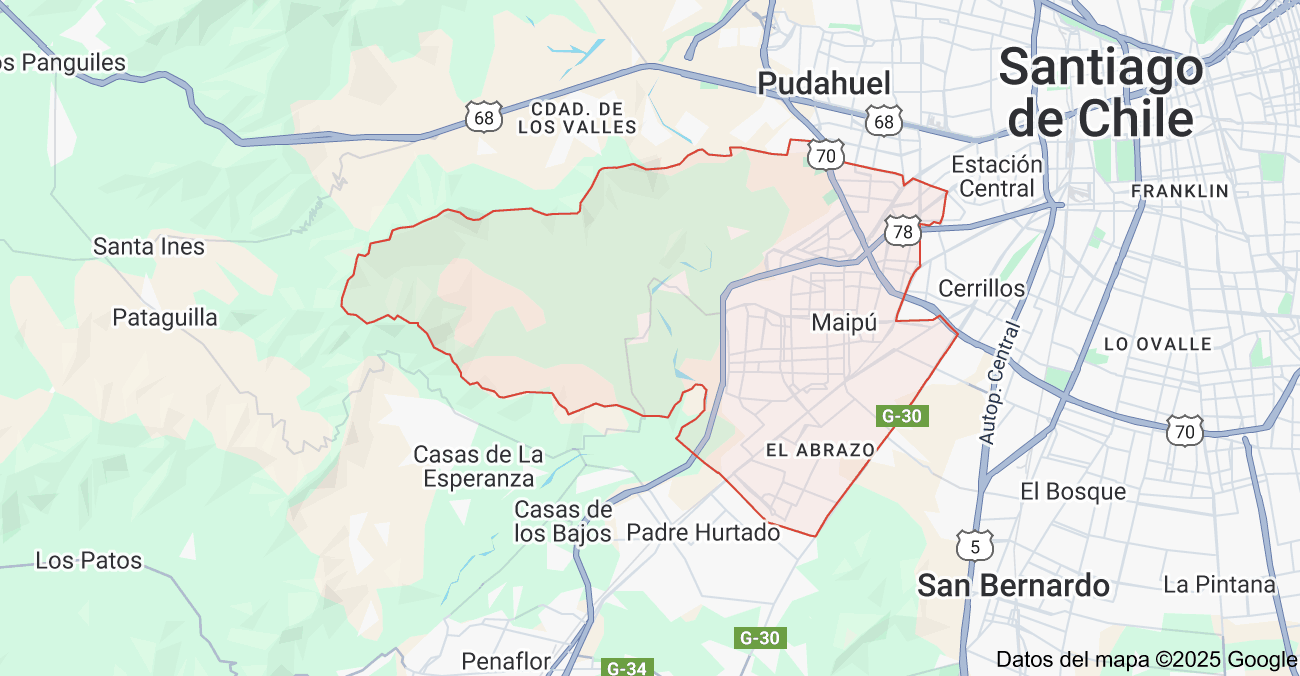 os Panguiles
Pudahuel
Santiago
de Chile
68
CDAD. DE
LOS VALLES
68
70
Estación
Central
FRANKLIN
78
Santa Ines
Cerrillos
Pataguilla
Maipú
LO OVALLE
Autop. Central
G-30
70
EL ABRAZO
Casas de La
Esperanza
El Bosque
Casas de
los Bajos
Padre Hurtado
5
Los Patos
San Bernardo
La Pintana
G-30
Penaflor
G-34
Datos del mapa ©2025 Google